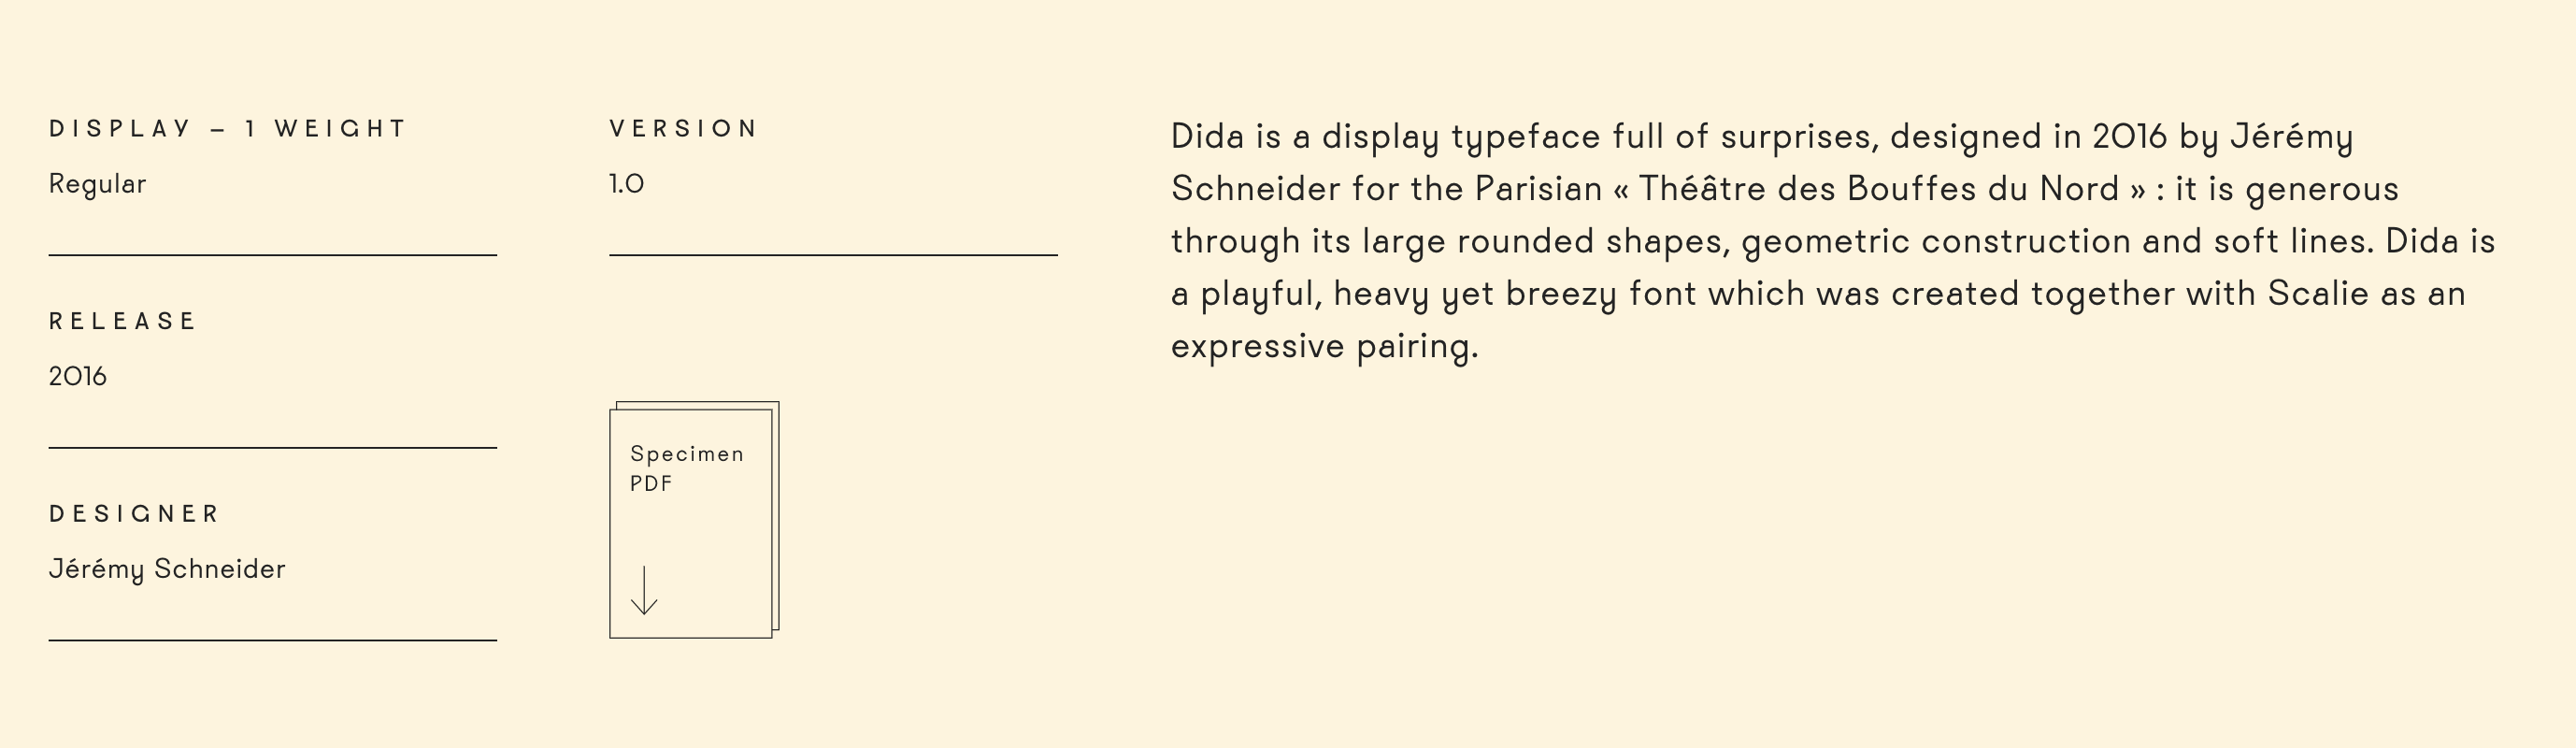 DISPLAY – 1 WEIGHT
Regular
RELEASE
2016
DESIGNER
Jérémy Schneider
VERSION
1.0
Specimen
PDF
Dida is a display typeface full of surprises, designed in 2016 by Jérémy
Schneider for the Parisian « Théâtre des Bouffes du Nord » : it is generous
through its large rounded shapes, geometric construction and soft lines. Dida is
a playful, heavy yet breezy font which was created together with Scalie as an
expressive pairing.